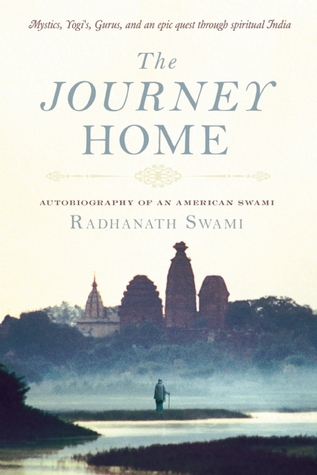 Mystics, Yogi's, Gurus, and an epic quest through spiritual India
The
JOURNEY
HOME
AUTOBIOGRAPHY OF AN AMERICAN SWAMI
RADHANATH SWAMI